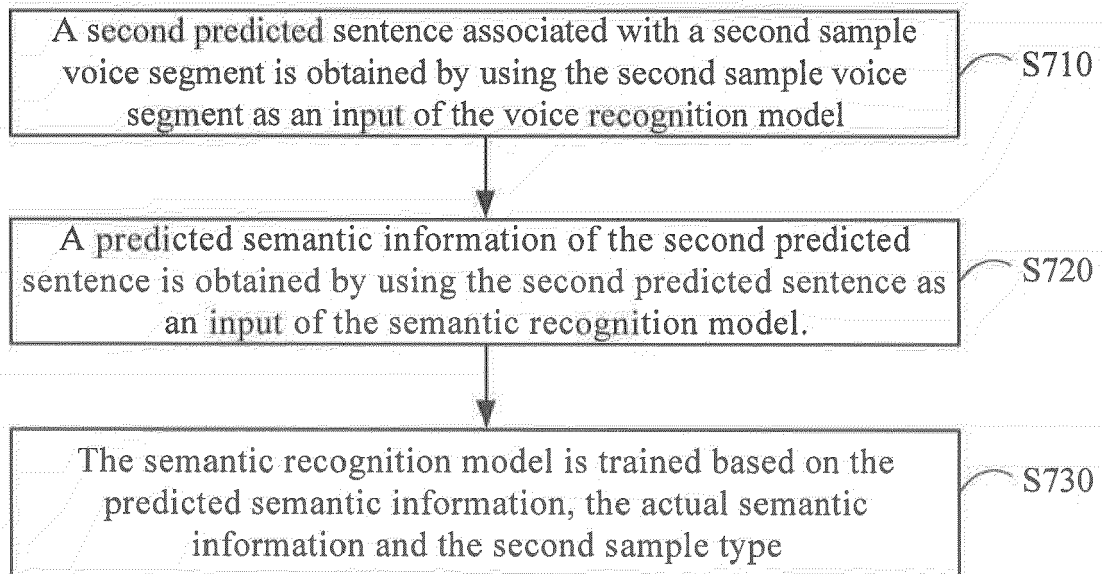 A second predicted sentence associated with a second sample
voice segment is obtained by using the second sample voice
segment as an input of the voice recognition model
S710
A predicted semantic information of the second predicted
sentence is obtained by using the second predicted sentence as
an input of the semantic recognition model.
S720
The semantic recognition model is trained based on the
predicted semantic information, the actual semantic
information and the second sample type
S730